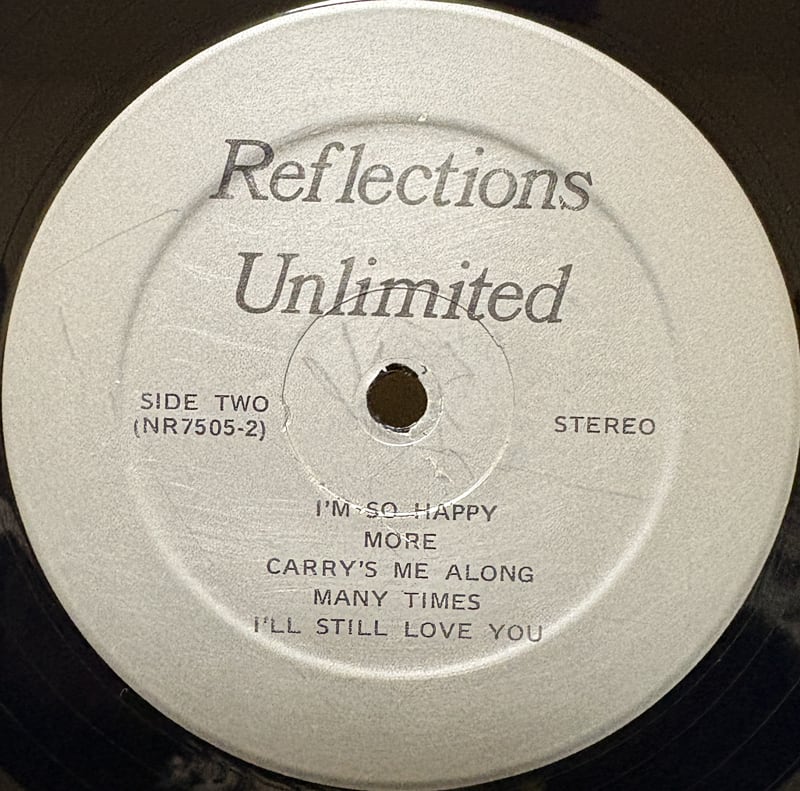 Reflections
Unlimited
SIDE TWO
(NR7505-2)
STEREO
I'M SO HAPPY
MORE
CARRY'S ME ALONG
MANY TIMES
I'LL STILL LOVE YOU